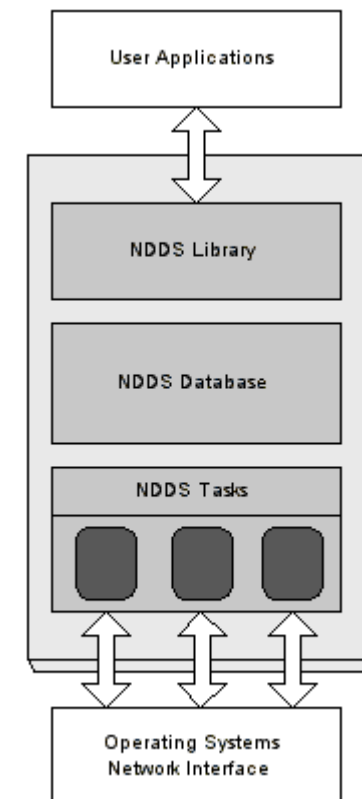 User Applications
NDDS Library
NDDS Database
NDDS Tasks
Operating Systems
Network Interface